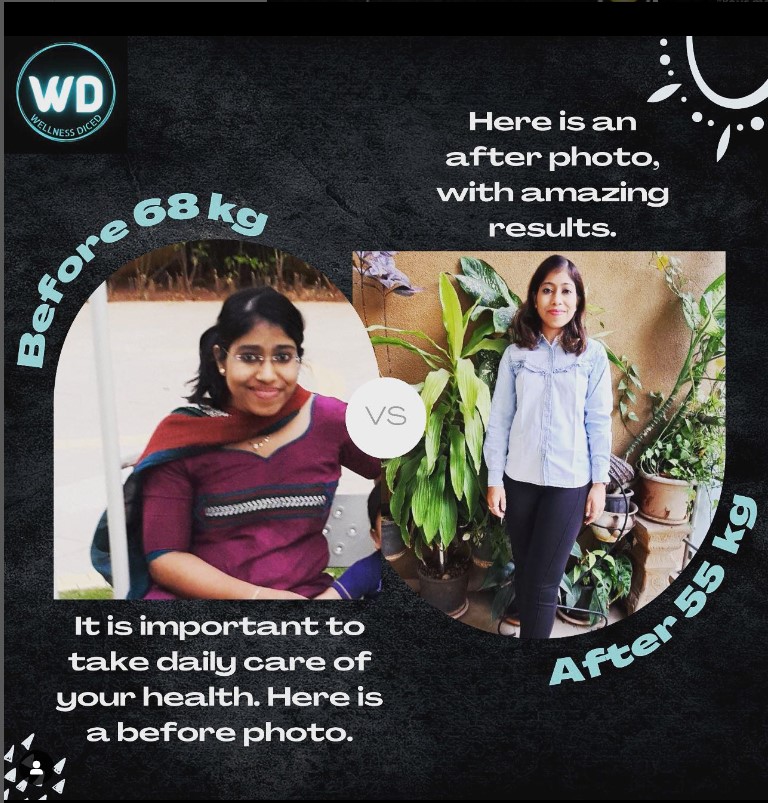 WD
WELLNESS DICED
Here is an
after photo,
with amazing
results.
Before 68 kg
VS
After 55 kg
It is important to
take daily care of
your health. Here is
a before photo.